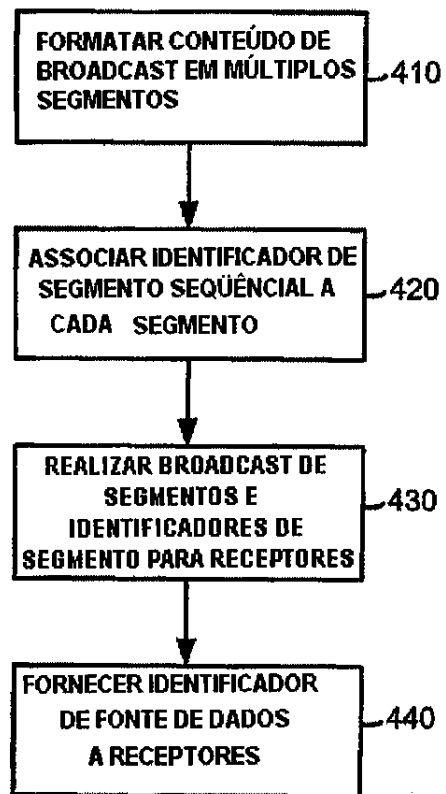 FORMATAR CONTEÚDO DE
BROADCAST EM MÚLTIPLOS
SEGMENTOS
410
ASSOCIAR IDENTIFICADOR DE
SEGMENTO SEQÜÊNCIAL A
CADA SEGMENTO
420
REALIZAR BROADCAST DE
SEGMENTOS E
IDENTIFICADORES DE
SEGMENTO PARA RECEPTORES
430
FORNECER IDENTIFICADOR
DE FONTE DE DADOS
A RECEPTORES
440